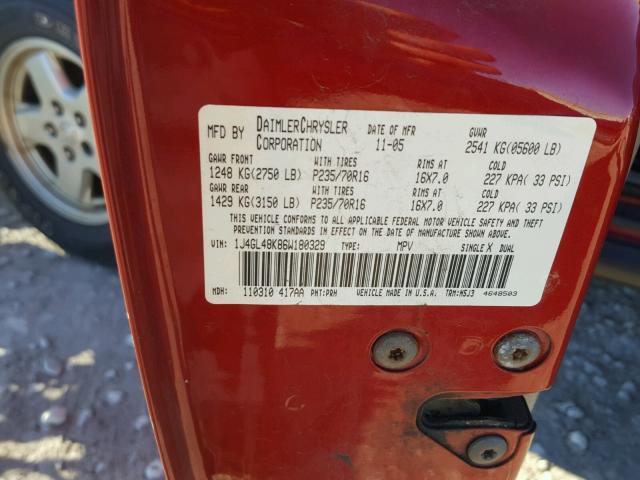 MFD BY DAIMLERCHRYSLER CORPORATION DATE OF MFR 11-05 GVWR 2541 KG(05600 LB)
GAWR FRONT WITH TIRES RIMS AT COLD
1248 KG(2750 LB) P235/70R16 16X7.0 227 KPA( 33 PSI)
GAWR REAR WITH TIRES RIMS AT COLD
1429 KG(3150 LB) P235/70R16 16X7.0 227 KPA( 33 PSI)
THIS VEHICLE CONFORMS TO ALL APPLICABLE FEDERAL MOTOR VEHICLE SAFETY AND THEFT
PREVENTION STANDARDS IN EFFECT ON THE DATE OF MANUFACTURE SHOWN ABOVE.
VIN: 1J4GL48K86W180329 TYPE: MPV SINGLE X DUAL
MDH: 110310 417AA PNT:PRH VEHICLE MADE IN U.S.A. TRM:M5J3 4648503